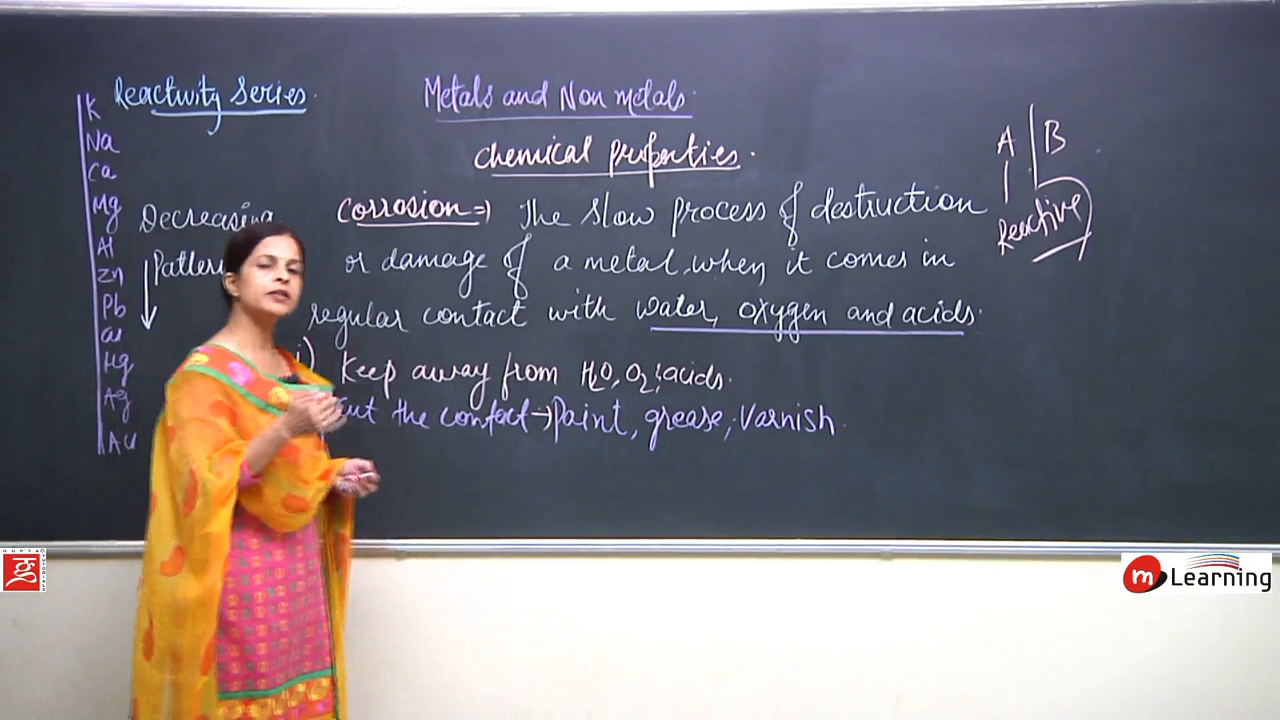 Reactivity Series.
K
Na
Ca
Mg
Al
Zn
Pb
Cu
Hg
Ag
Au
Decreasing
Metals and Non metals.
Chemical properties.
Corrosion ⇒ The slow process of destruction
or damage of a metal, when it comes in
regular contact with water, oxygen and acids.
i) Keep away from H2O, O2, acids.
Cut the contact → Paint, grease, Varnish.
A | B
Reactive
GUPTA TUTORIALS
m Learning